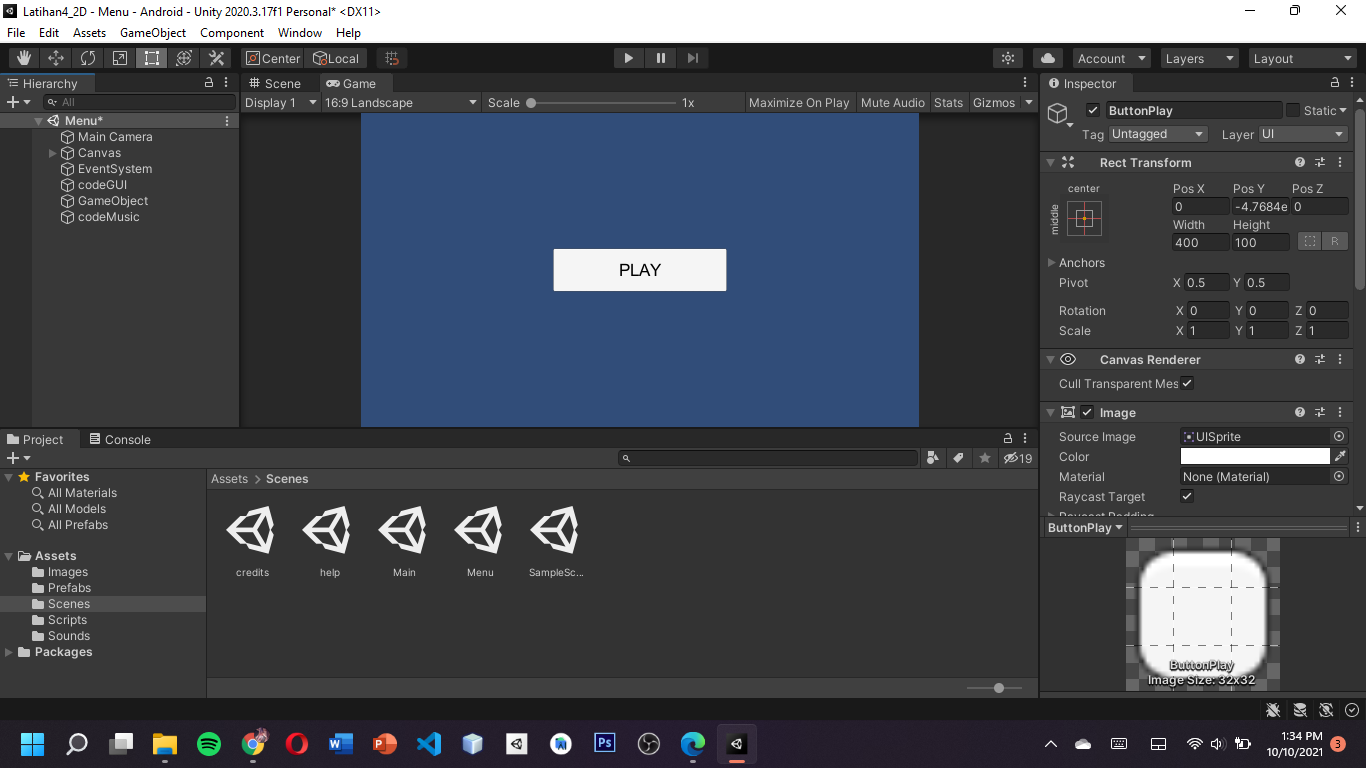 Latihan4_2D - Menu - Android - Unity 2020.3.17f1 Personal* <DX11>
File Edit Assets GameObject Component Window Help
Center Local Account Layers Layout
Hierarchy
All
Menu*
Main Camera
Canvas
EventSystem
codeGUI
GameObject
codeMusic
Scene Game
Display 1 16:9 Landscape Scale 1x Maximize On Play Mute Audio Stats Gizmos
PLAY
Inspector
ButtonPlay Static
Tag Untagged Layer UI
Rect Transform
center
middle
Pos X Pos Y Pos Z
0 -4.7684e 0
Width Height
400 100 R
Anchors
Pivot X 0.5 Y 0.5
Rotation X 0 Y 0 Z 0
Scale X 1 Y 1 Z 1
Canvas Renderer
Cull Transparent Mes
Image
Source Image UISprite
Color
Material None (Material)
Raycast Target
Raycast Padding
ButtonPlay
ButtonPlay
Image Size: 32x32
Project Console
19
Favorites
All Materials
All Models
All Prefabs
Assets
Images
Prefabs
Scenes
Scripts
Sounds
Packages
Assets > Scenes
credits help Main Menu SampleSc...
1:34 PM
10/10/2021 3